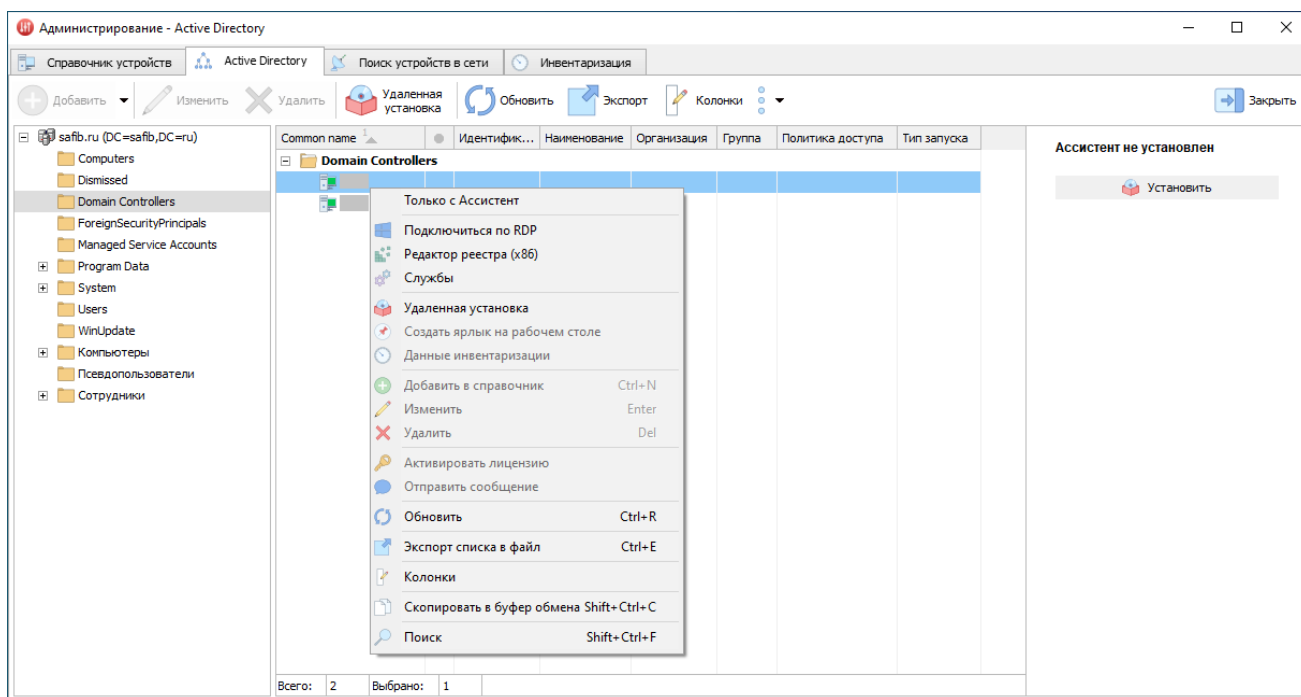 Администрирование - Active Directory
Справочник устройств
Active Directory
Поиск устройств в сети
Инвентаризация
Добавить
Изменить
Удалить
Удаленная
установка
Обновить
Экспорт
Колонки
Закрыть
safib.ru (DC=safib,DC=ru)
Computers
Dismissed
Domain Controllers
ForeignSecurityPrincipals
Managed Service Accounts
Program Data
System
Users
WinUpdate
Компьютеры
Псевдопользователи
Сотрудники
Common name 1
Идентифик...
Наименование
Организация
Группа
Политика доступа
Тип запуска
Domain Controllers
Только с Ассистент
Подключиться по RDP
Редактор реестра (x86)
Службы
Удаленная установка
Создать ярлык на рабочем столе
Данные инвентаризации
Добавить в справочник Ctrl+N
Изменить Enter
Удалить Del
Активировать лицензию
Отправить сообщение
Обновить Ctrl+R
Экспорт списка в файл Ctrl+E
Колонки
Скопировать в буфер обмена Shift+Ctrl+C
Поиск Shift+Ctrl+F
Всего: 2 Выбрано: 1
Ассистент не установлен
Установить